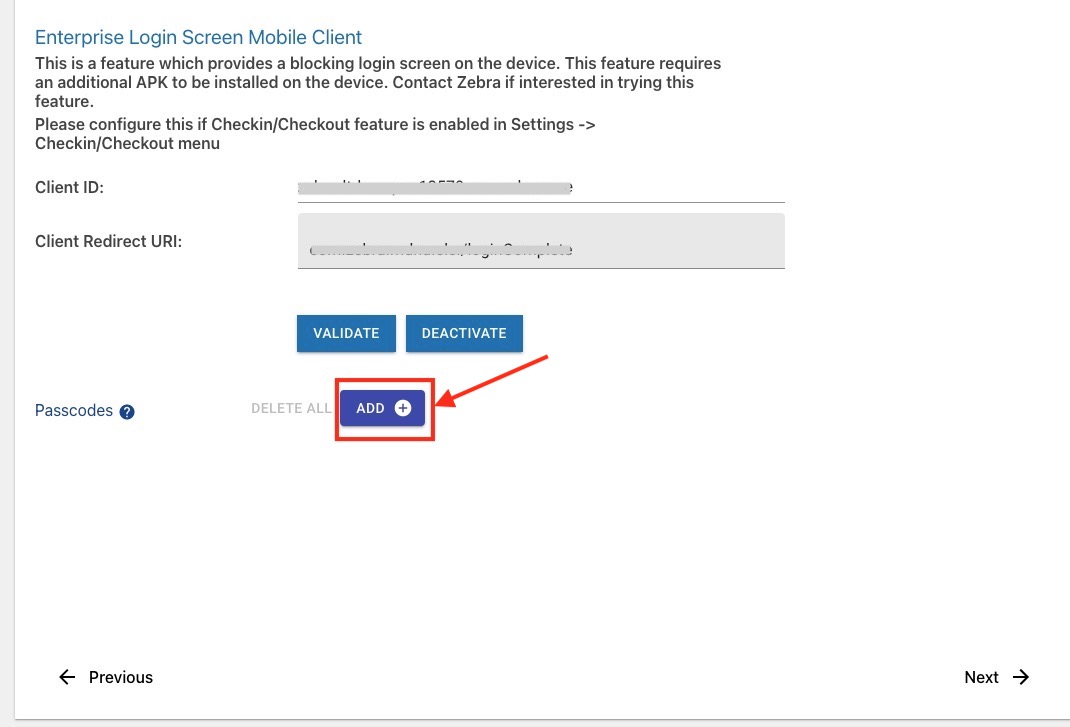 Enterprise Login Screen Mobile Client
This is a feature which provides a blocking login screen on the device. This feature requires
an additional APK to be installed on the device. Contact Zebra if interested in trying this
feature.
Please configure this if Checkin/Checkout feature is enabled in Settings ->
Checkin/Checkout menu
Client ID:
Client Redirect URI:
VALIDATE DEACTIVATE
Passcodes ? DELETE ALL ADD
Previous Next